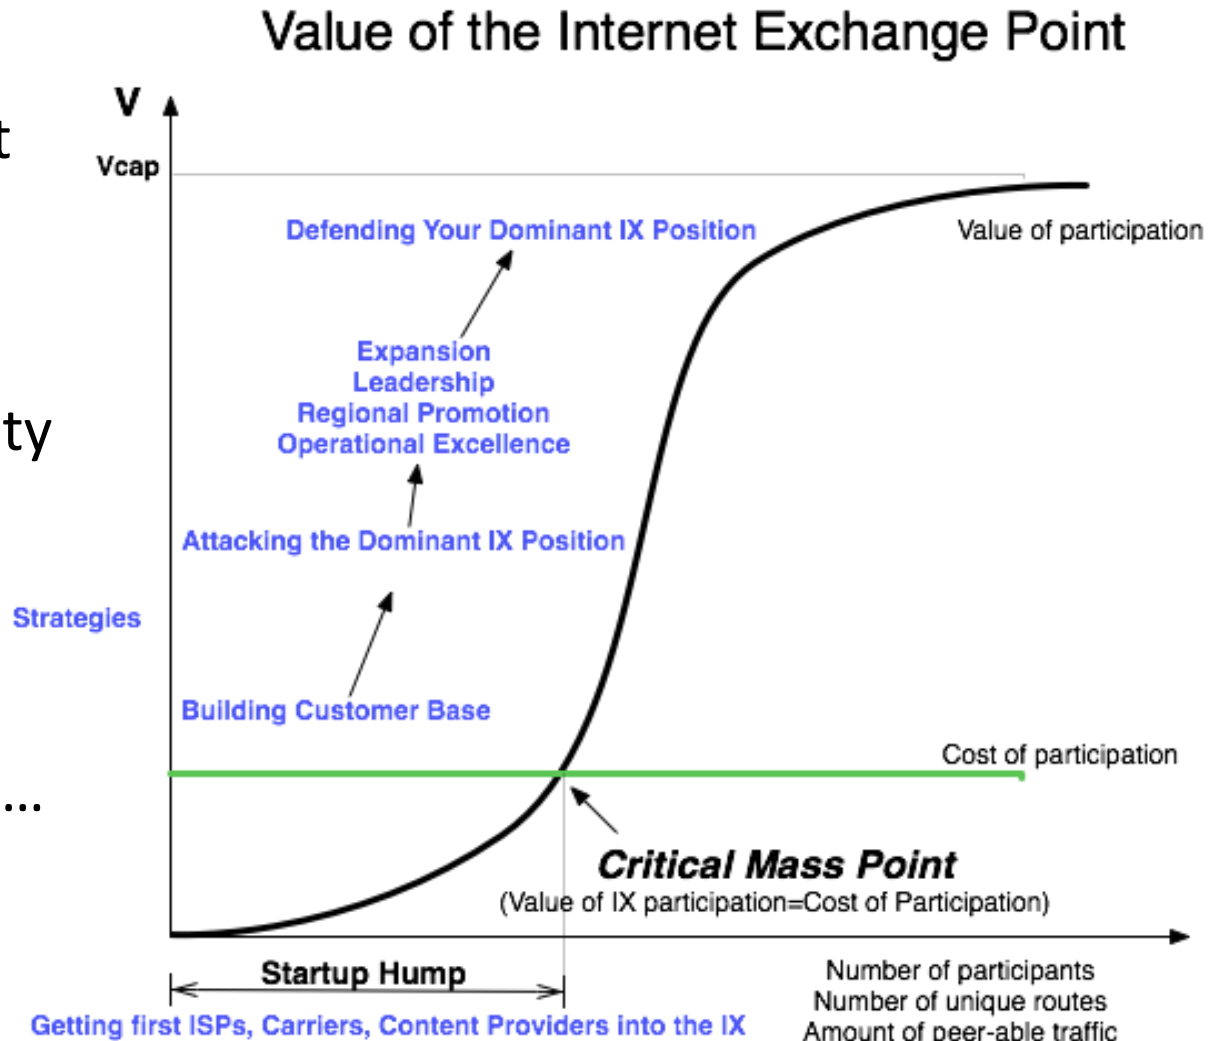 Value of the Internet Exchange Point
V
t
Vcap
Defending Your Dominant IX Position
Value of participation
Expansion
Leadership
Regional Promotion
Operational Excellence
ty
Attacking the Dominant IX Position
Strategies
Building Customer Base
Cost of participation
...
Critical Mass Point
(Value of IX participation=Cost of Participation)
Startup Hump
Number of participants
Number of unique routes
Amount of peer-able traffic
Getting first ISPs, Carriers, Content Providers into the IX